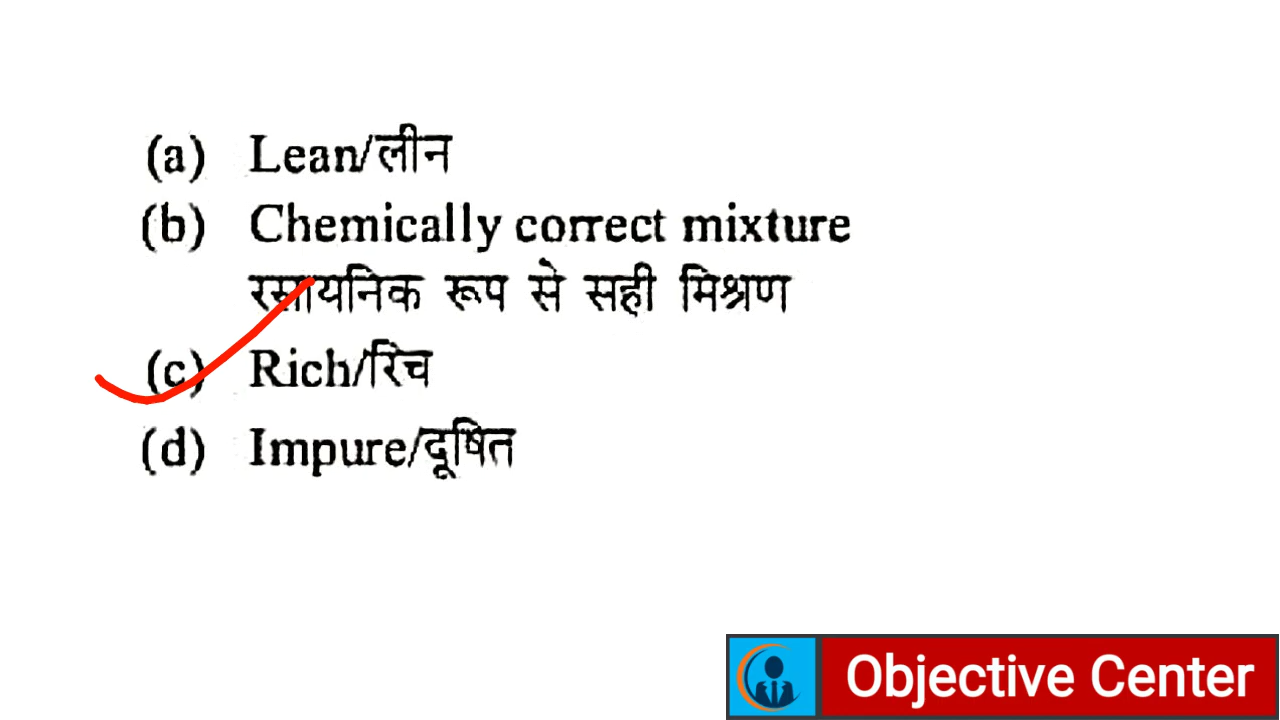 (a) Lean/लीन
(b) Chemically correct mixture
रसायनिक रूप से सही मिश्रण
(c) Rich/रिच
(d) Impure/दूषित
Objective Center